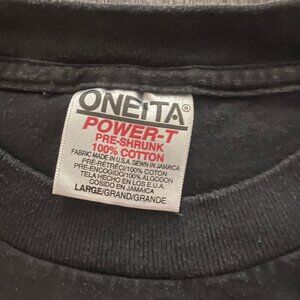 ONEITA®
POWER-T
PRE-SHRUNK
100% COTTON
FABRIC MADE IN U.S.A. SEWN IN JAMAICA
PRE-RÉTRÉCI/100% COTON
PRE-ENCOGIDO/100% ALGODON
TELA HECHO EN LOS E.U.A.
COSIDO EN JAMAICA
LARGE/GRAND/GRANDE